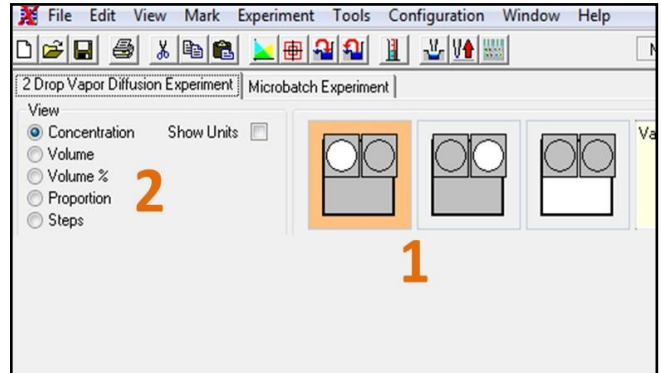 File Edit View Mark Experiment Tools Configuration Window Help
2 Drop Vapor Diffusion Experiment Microbatch Experiment
View
Concentration Show Units
Volume
Volume %
Proportion
Steps
2
1